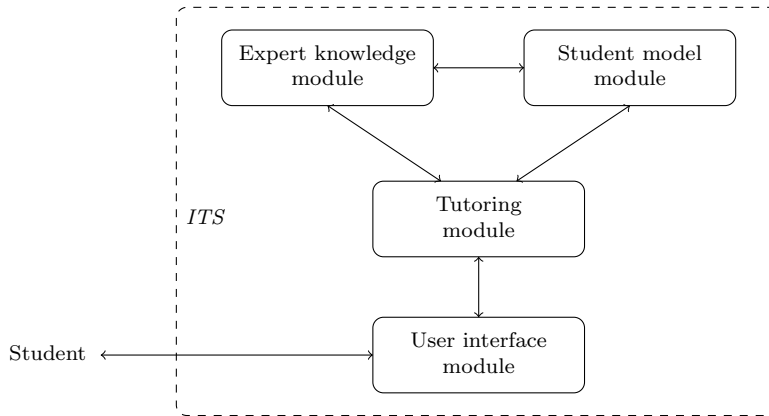 Expert knowledge
module
Student model
module
ITS
Tutoring
module
Student
User interface
module